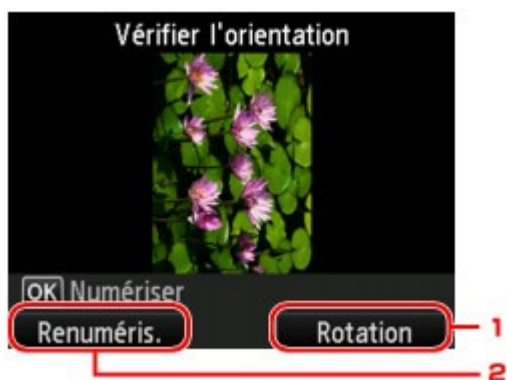 Vérifier l'orientation
OK Numériser
Renuméris. Rotation
1
2